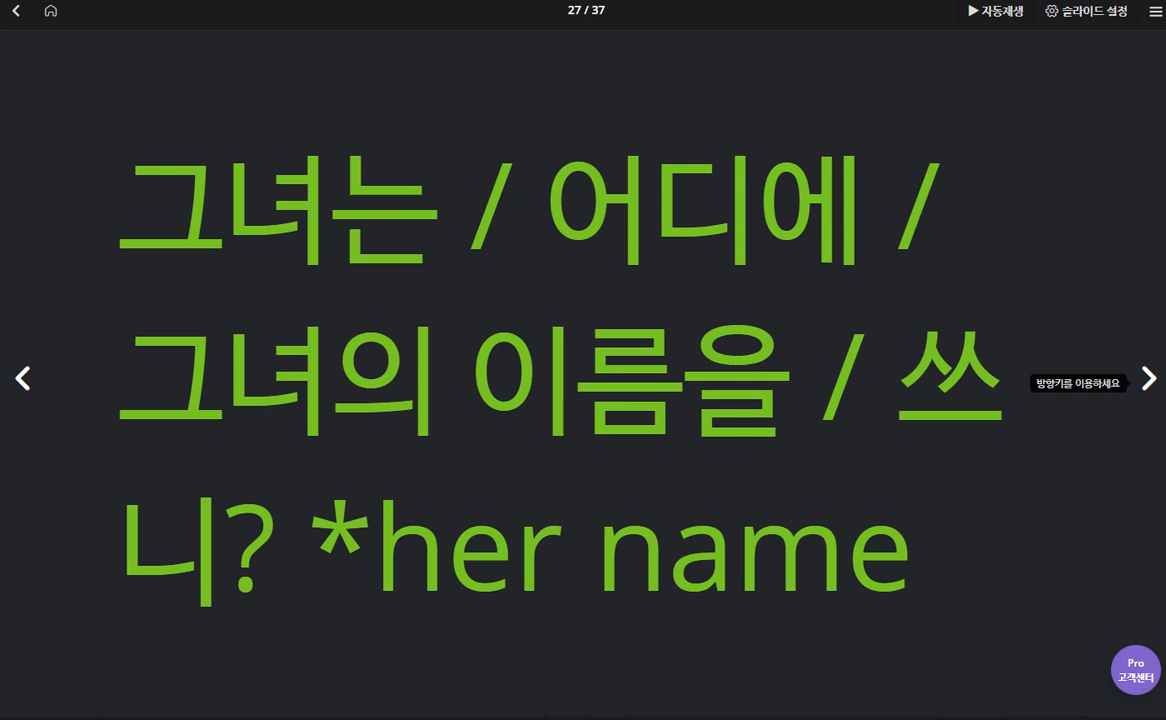 27 / 37
▶ 자동재생
슬라이드 설정
그녀는 / 어디에 /
그녀의 이름을 / 쓰
니? *her name
방향키를 이용하세요
Pro
고객센터